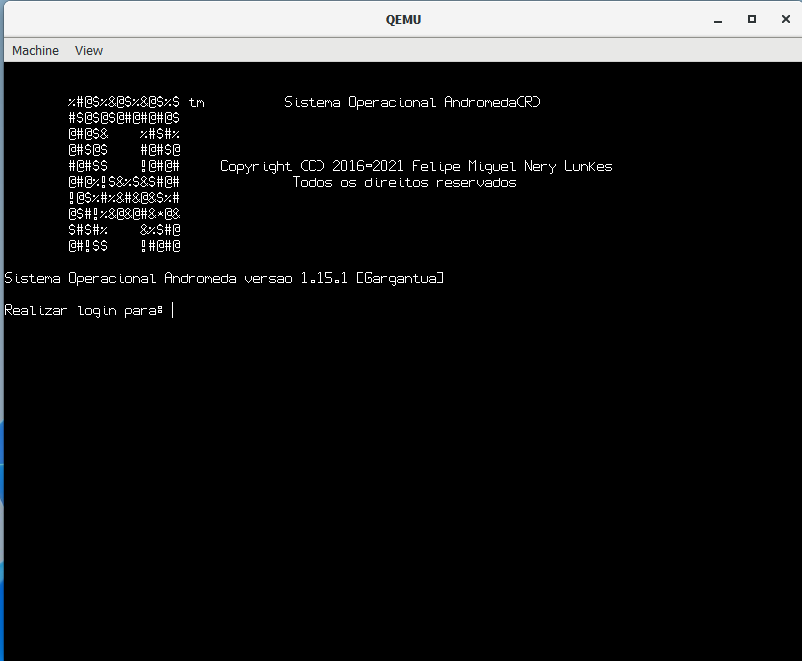 QEMU
Machine View
%#@$%&@$%&@$%$ tm Sistema Operacional Andromeda(R)
#$@$@$@#@#@#@$
@#@$& %#$#%
@#$@$ #@#$@
#@#$$ !@#@# Copyright (C) 2016-2021 Felipe Miguel Nery Lunkes
@#@%!$&%$&$#@# Todos os direitos reservados
!@$%#%&#&@&$%#
@$#!%&@&@#&*@&
$#$#% &%$#@
@#!$$ !#@#@
Sistema Operacional Andromeda versao 1.15.1 [Gargantua]
Realizar login para: